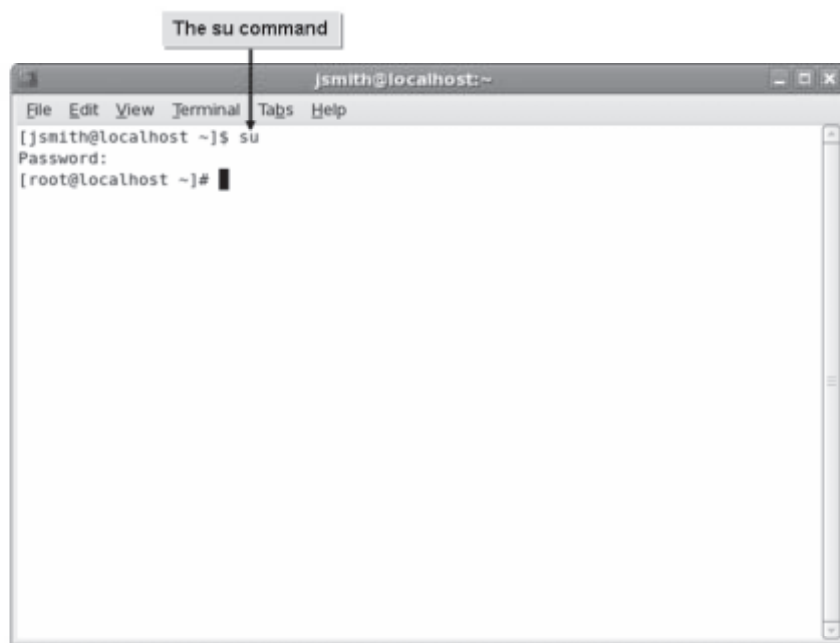 The su command
jsmith@localhost:~
File Edit View Terminal Tabs Help
[jsmith@localhost ~]$ su
Password:
[root@localhost ~]#